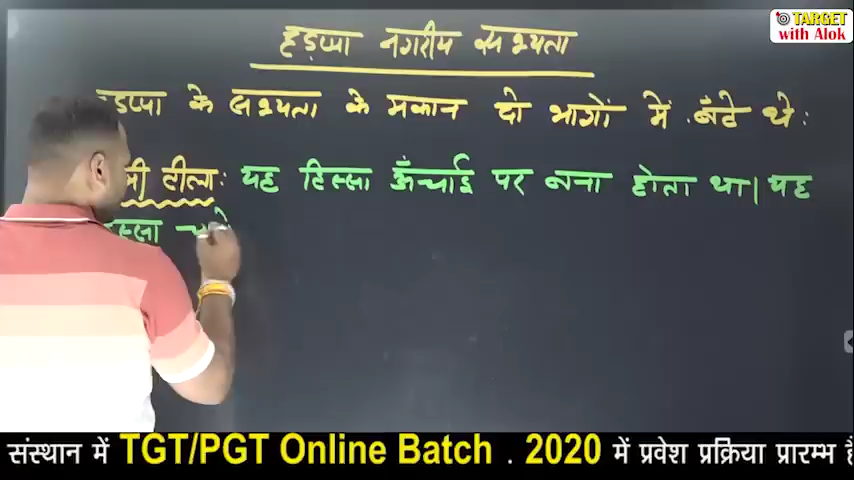 TARGET
with Alok
हड़प्पा नगरीय सभ्यता
हड़प्पा के सभ्यता के मकान दो भागों में बँटे थे:
टीला: यह हिस्सा ऊँचाई पर बना होता था। यह
संस्थान में TGT/PGT Online Batch . 2020 में प्रवेश प्रक्रिया प्रारम्भ है